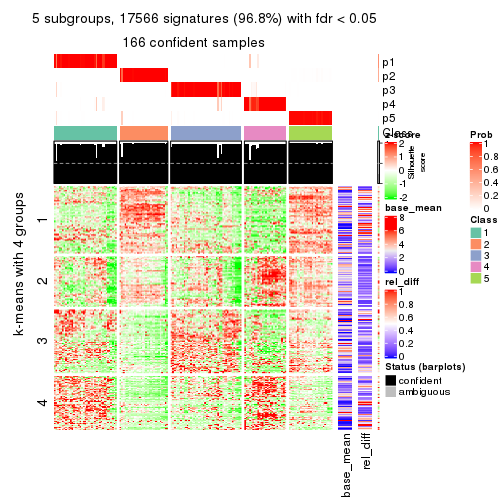 5 subgroups, 17566 signatures (96.8%) with fdr < 0.05
166 confident samples
p1
p2
p3
p4
p5
Class
Silhouette
score
k-means with 4 groups
1
2
3
4
base_mean
rel_diff
z-score
2
1
0
-1
-2
base_mean
8
6
4
2
0
rel_diff
1
0.8
0.6
0.4
0.2
0
Status (barplots)
confident
ambiguous
Prob
1
0.8
0.6
0.4
0.2
0
Class
1
2
3
4
5